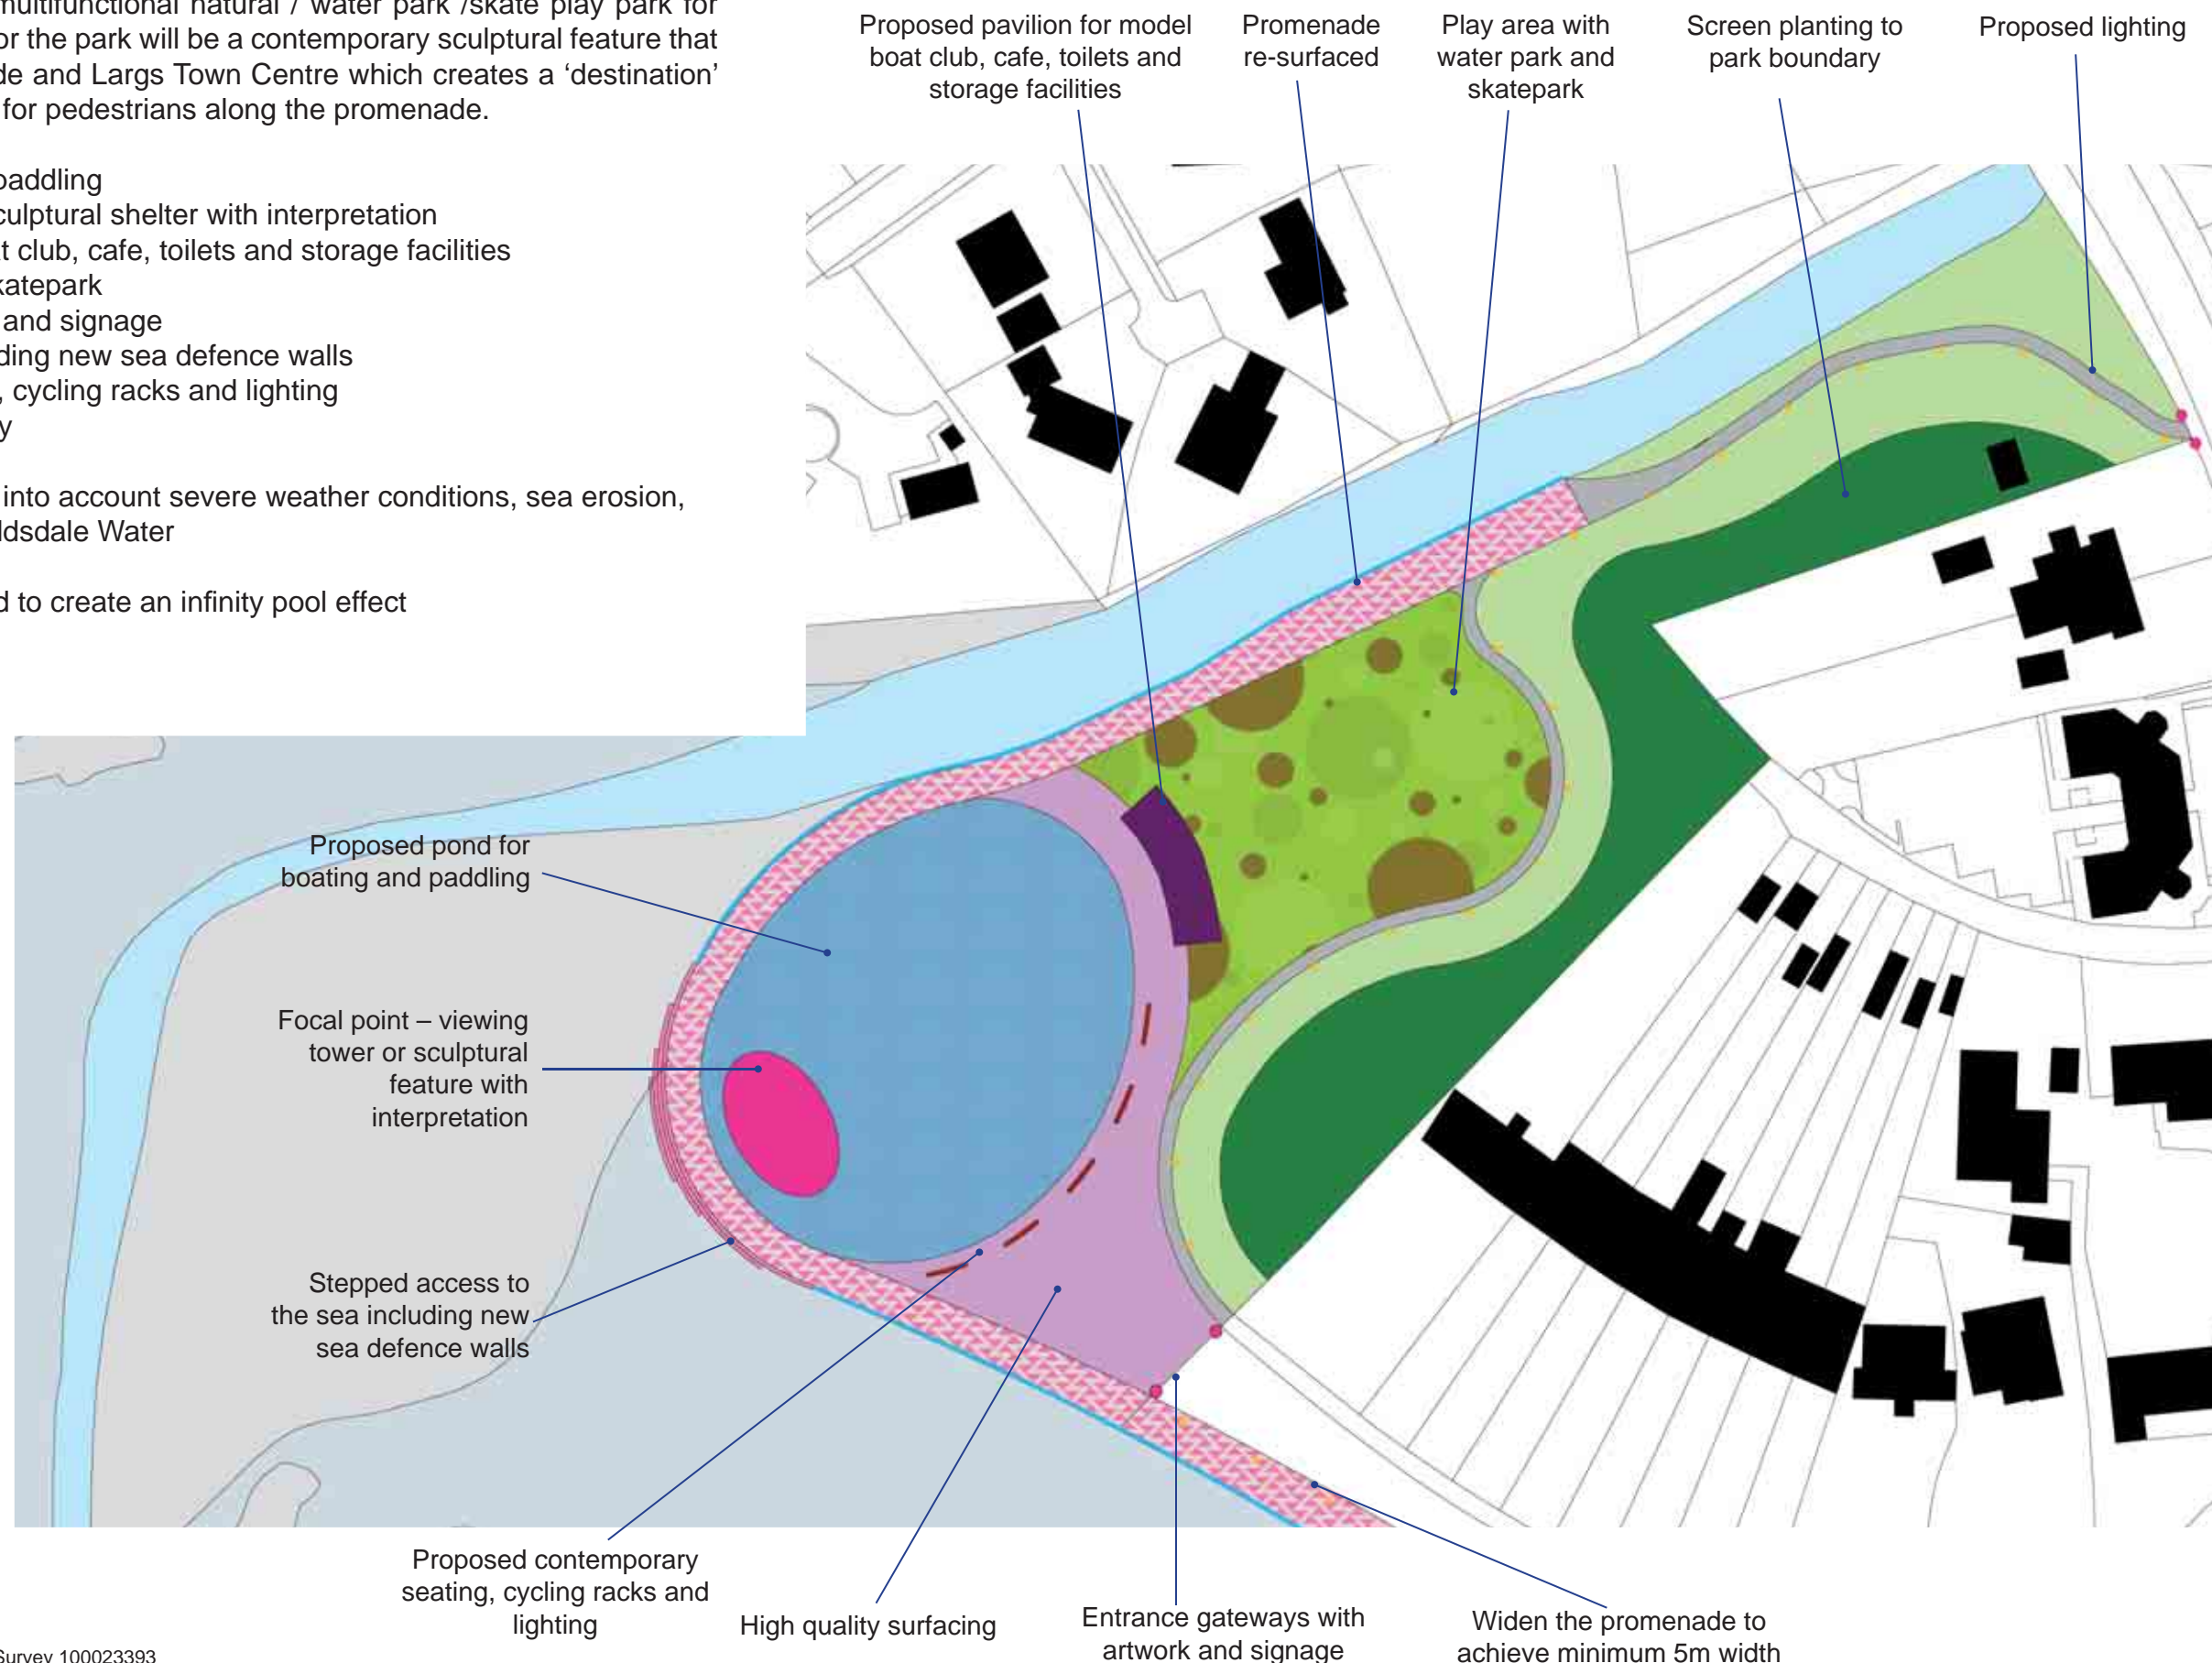 multifunctional natural / water park /skate play park for
or the park will be a contemporary sculptural feature that
de and Largs Town Centre which creates a ‘destination’
for pedestrians along the promenade.
paddling
culptural shelter with interpretation
t club, cafe, toilets and storage facilities
katepark
and signage
ding new sea defence walls
, cycling racks and lighting
y
into account severe weather conditions, sea erosion,
ldsdale Water
d to create an infinity pool effect
Proposed pavilion for model
boat club, cafe, toilets and
storage facilities
Promenade
re-surfaced
Play area with
water park and
skatepark
Screen planting to
park boundary
Proposed lighting
Proposed pond for
boating and paddling
Focal point – viewing
tower or sculptural
feature with
interpretation
Stepped access to
the sea including new
sea defence walls
Proposed contemporary
seating, cycling racks and
lighting
High quality surfacing
Entrance gateways with
artwork and signage
Widen the promenade to
achieve minimum 5m width
Survey 100023393